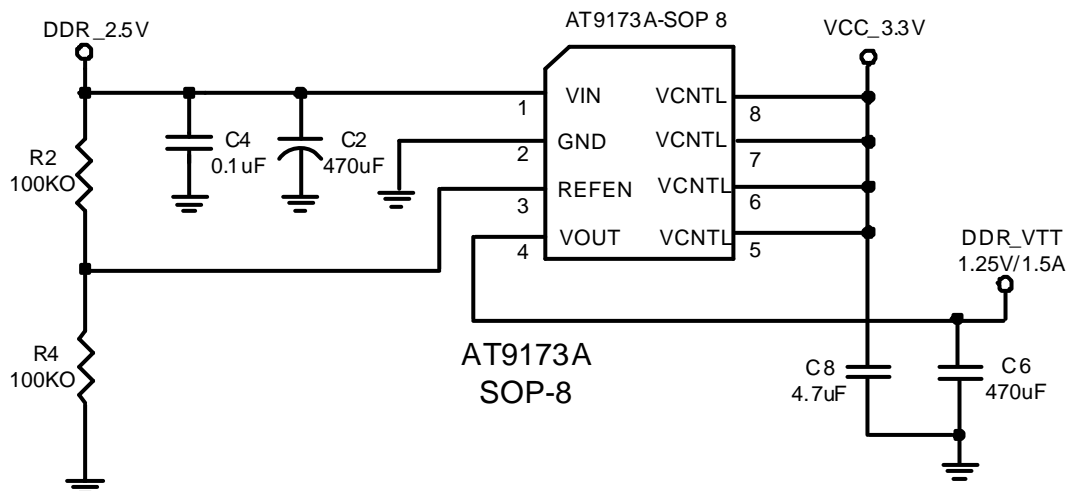 AT9173A-SOP 8
DDR_2.5V
VCC_3.3V
1
VIN
VCNTL
8
C4
0.1uF
C2
470uF
2
GND
VCNTL
7
R2
100KO
3
REFEN
VCNTL
6
4
VOUT
VCNTL
5
DDR_VTT
1.25V/1.5A
R4
100KO
AT9173A
SOP-8
C8
4.7uF
C6
470uF